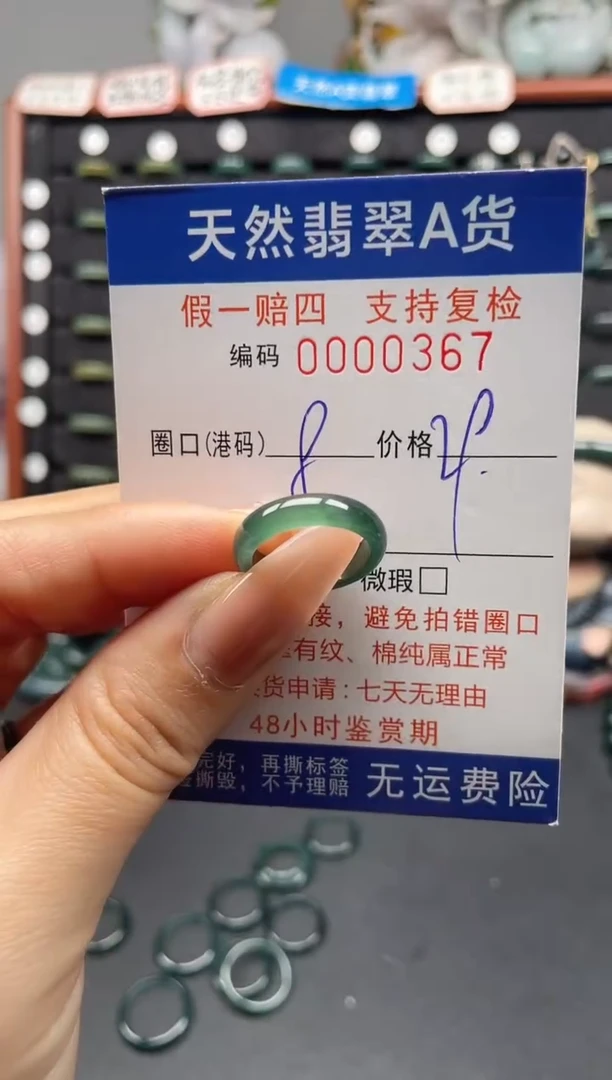 天然翡翠A货
假一赔四 支持复检
编码 0000367
圈口(港码) 8 价格
微瑕□
接，避免拍错圈口
有纹、棉纯属正常
货申请：七天无理由
48小时鉴赏期
完好，再撕标签
撕毁，不予理赔
无运费险